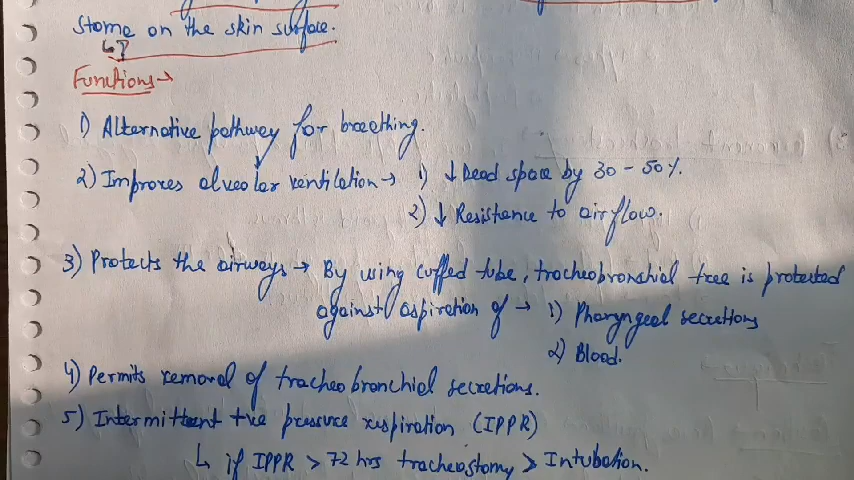 Stoma on the skin surface.
67
Functions →
1) Alternative pathway for breathing.
2) Improves alveolar ventilation → 1) ↓ Dead space by 30 - 50%.
2) ↓ Resistance to airflow.
3) Protects the airways → By using cuffed tube, tracheobronchial tree is protected
against aspiration of → 1) Pharyngeal secretions
2) Blood.
4) Permits removal of tracheobronchial secretions.
5) Intermittent +ve pressure respiration (IPPR)
↳ if IPPR > 72 hrs tracheostomy > Intubation.